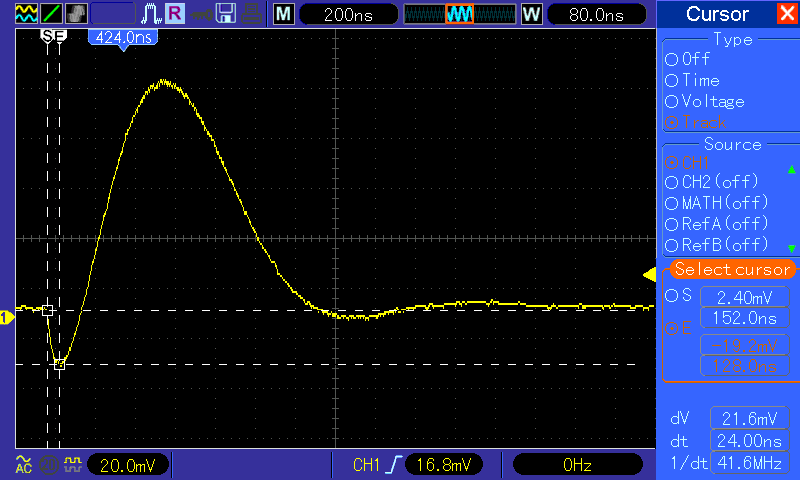 R M 200ns W 80.0ns Cursor
SE 424.0ns
Type
Off
Time
Voltage
Track
Source
CH1
CH2(off)
MATH(off)
RefA(off)
RefB(off)
Select cursor
S 2.40mV
152.0ns
E
-19.2mV
128.0ns
1
dV 21.6mV
dt 24.00ns
1/dt 41.6MHz
AC 20.0mV CH1 16.8mV 0Hz